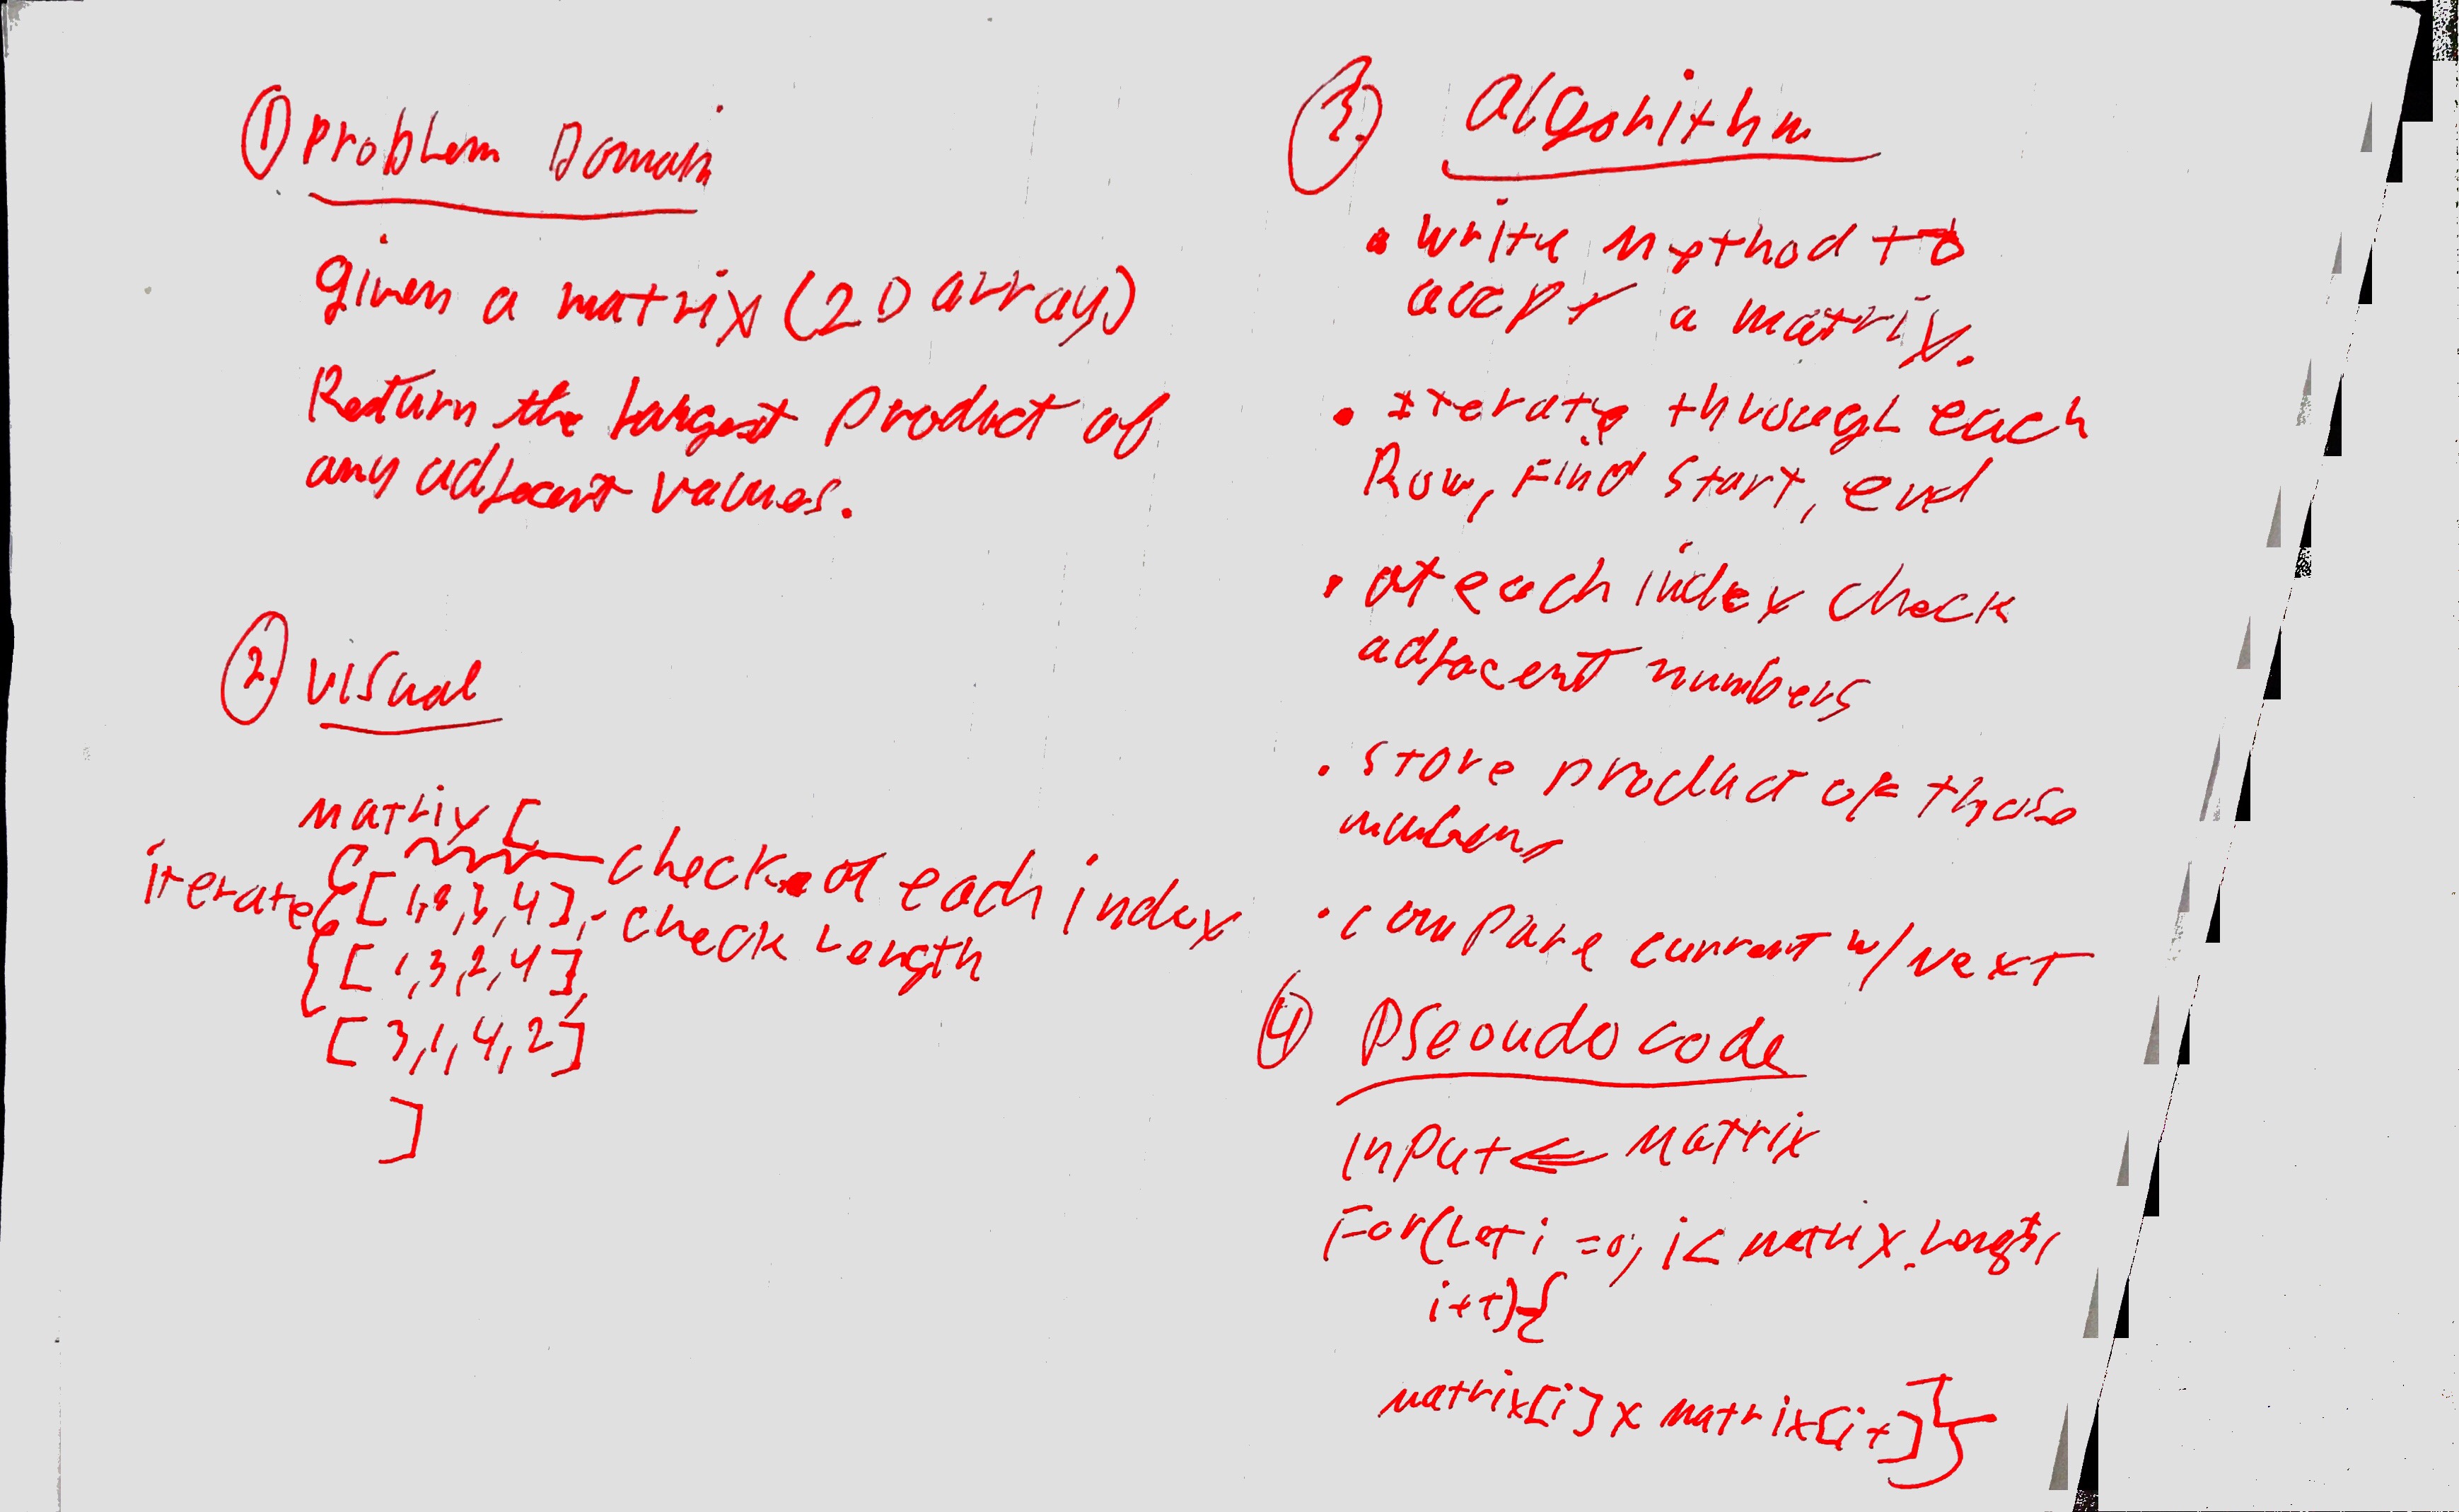 ① Problem Domain
given a matrix (2D array)
Return the largest product of
any adjacent values.
② Visual
Matrix [
iterate [1,2,3,4], - check at each index
check Length
[1,3,2,4],
[3,1,4,2]
]
③. algorithm
• write method to
accept a matrix.
• iterate through each
Row, Find start, end
• at each index check
adjacent numbers
• store product of those
numbers
• compare current w/ next
④ Pseoudo code
input <= Matrix
For(let i = 0; i < matrix.length;
i++){
matrix[i] x matrix[i+]}